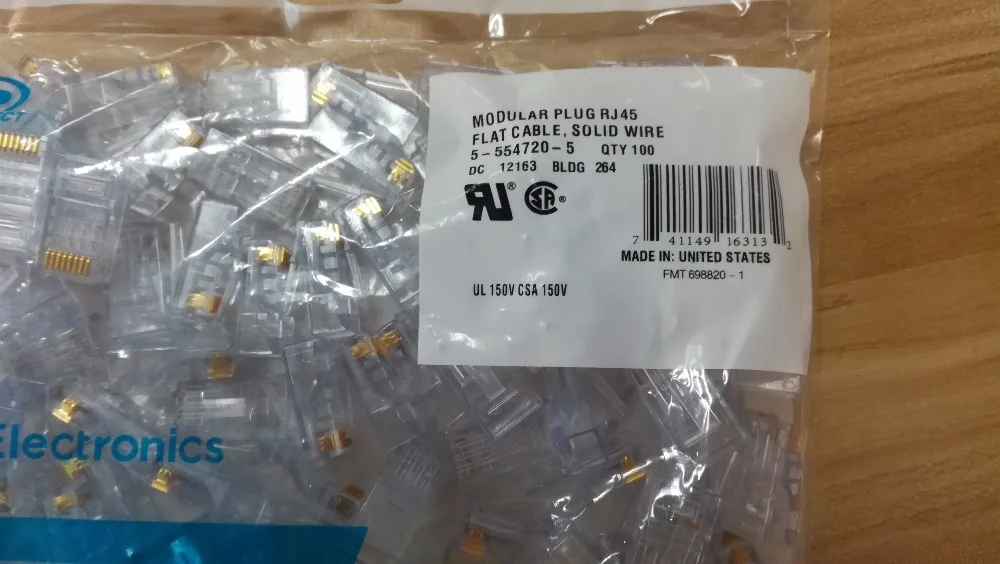 MODULAR PLUG RJ45
FLAT CABLE, SOLID WIRE
5-554720-5 QTY 100
DC 12163 BLDG 264
7 41149 16313 1
MADE IN: UNITED STATES
FMT 698820-1
UL 150V CSA 150V
Electronics